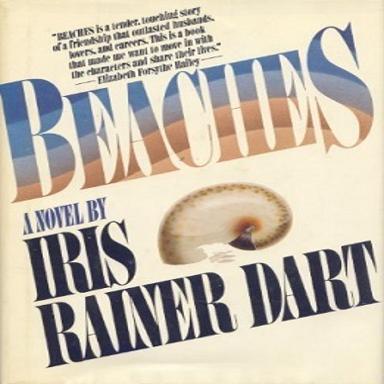 "BEACHES is a tender, touching story
of a friendship that outlasted husbands,
lovers, and careers. This is a book
that made me want to move in with
the characters and share their lives."
—Elizabeth Forsythe Hailey—
BEACHES
A NOVEL BY
IRIS
RAINER DART